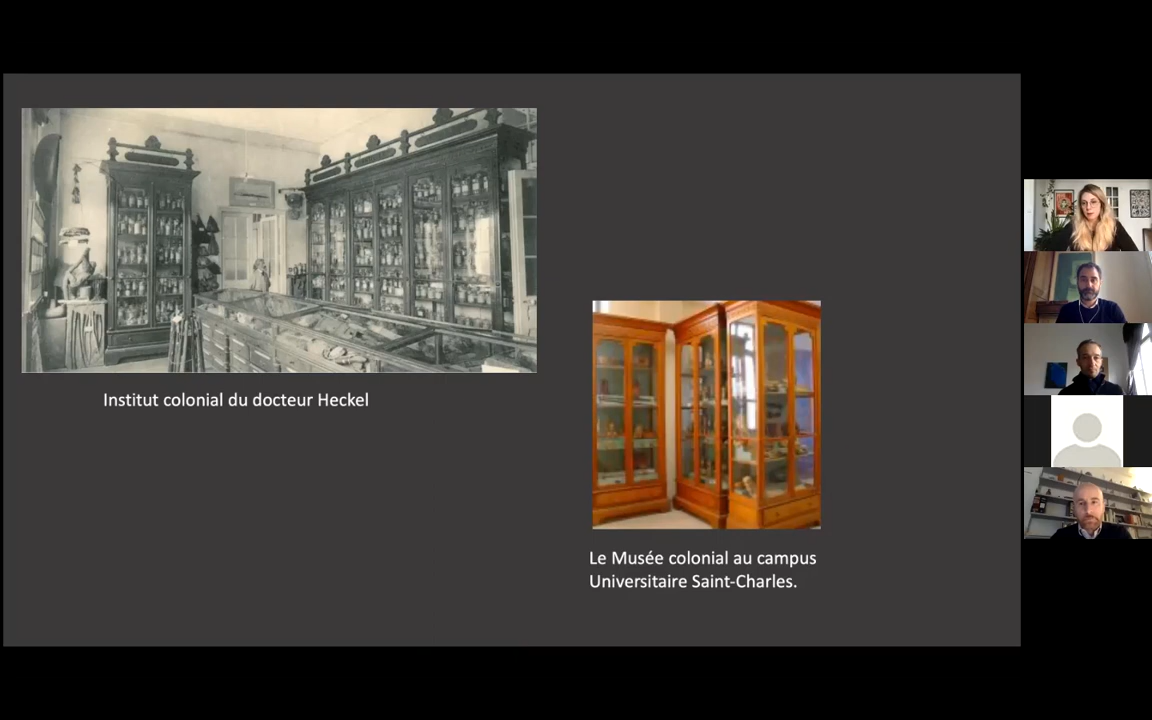 Institut colonial du docteur Heckel
Le Musée colonial au campus
Universitaire Saint-Charles.